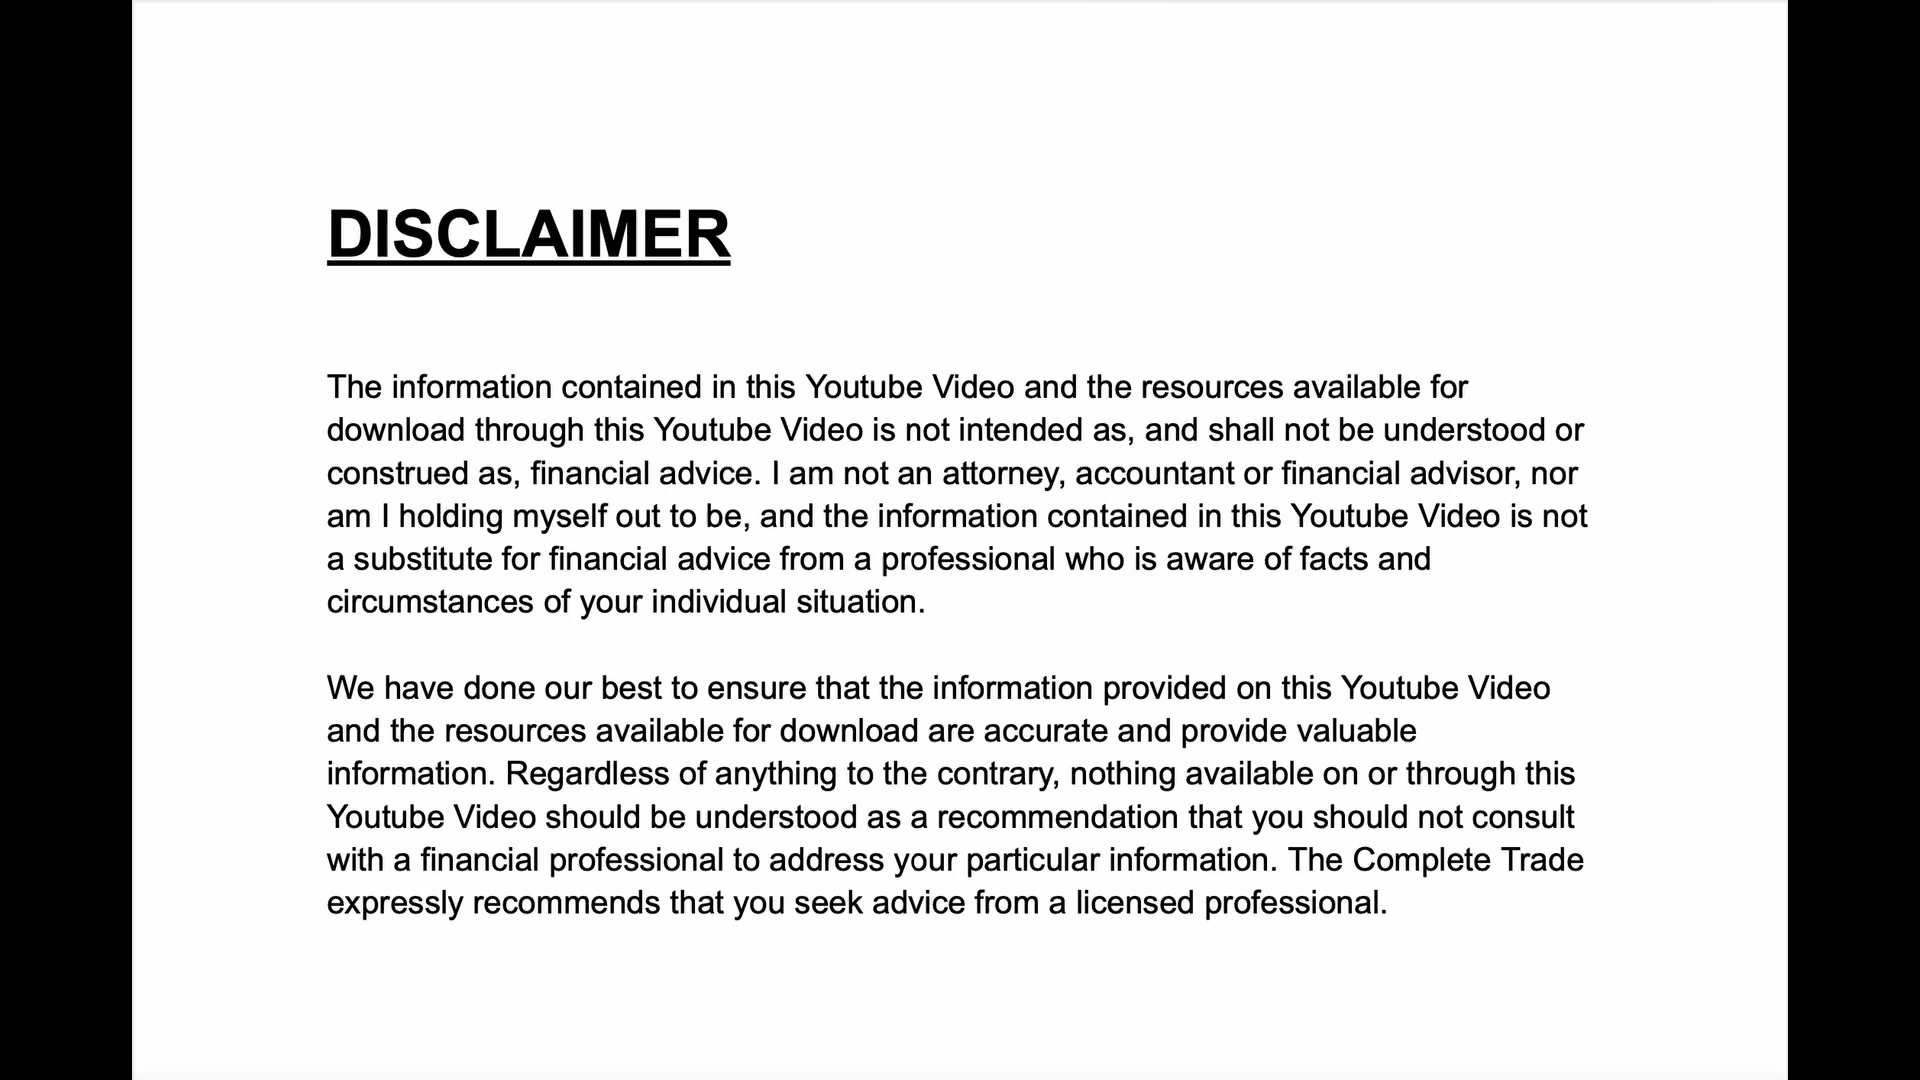 DISCLAIMER
The information contained in this Youtube Video and the resources available for
download through this Youtube Video is not intended as, and shall not be understood or
construed as, financial advice. I am not an attorney, accountant or financial advisor, nor
am I holding myself out to be, and the information contained in this Youtube Video is not
a substitute for financial advice from a professional who is aware of facts and
circumstances of your individual situation.
We have done our best to ensure that the information provided on this Youtube Video
and the resources available for download are accurate and provide valuable
information. Regardless of anything to the contrary, nothing available on or through this
Youtube Video should be understood as a recommendation that you should not consult
with a financial professional to address your particular information. The Complete Trade
expressly recommends that you seek advice from a licensed professional.